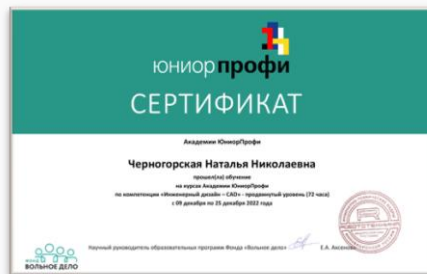 юниорпрофи
СЕРТИФИКАТ
Академии ЮниорПрофи
Черногорская Наталья Николаевна
прошел(ла) обучение
на курсах Академии ЮниорПрофи
по компетенции «Инженерный дизайн – CAD» - продвинутый уровень (72 часа)
с 09 декабря по 25 декабря 2022 года
Научный руководитель образовательных программ Фонда «Вольное дело»
Е.А. Аксенова
ФОНД
ВОЛЬНОЕ ДЕЛО